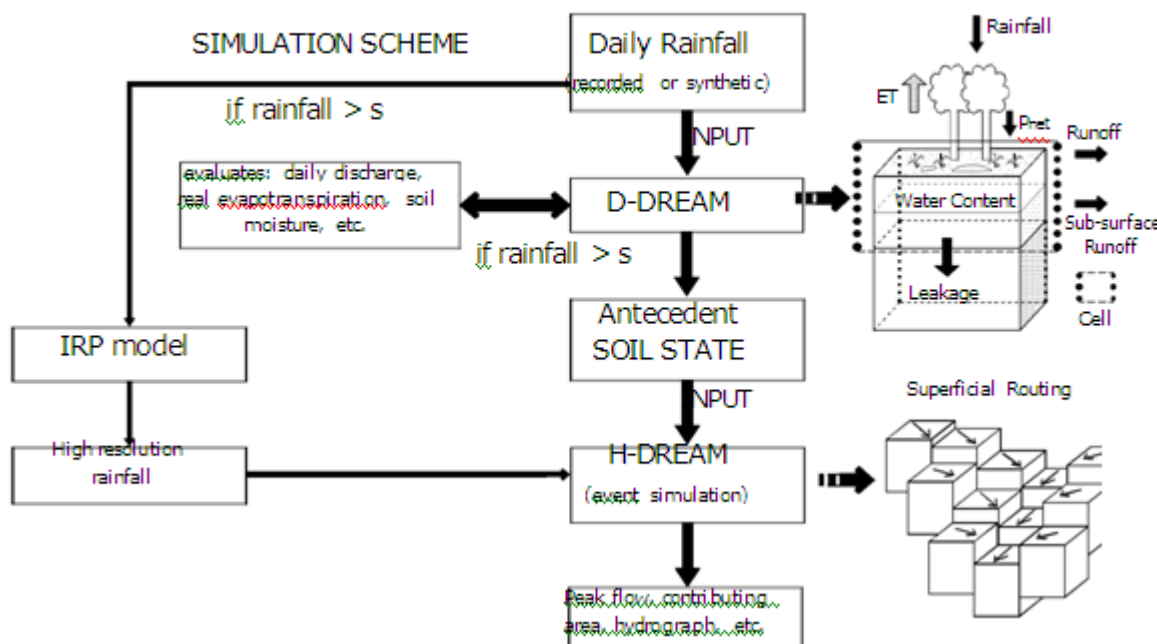 SIMULATION SCHEME
Daily Rainfall
(recorded or synthetic)
if rainfall > s
NPUT
evaluates: daily discharge,
real evapotranspiration, soil
moisture, etc.
D-DREAM
if rainfall > s
Antecedent
SOIL STATE
IRP model
NPUT
High resolution
rainfall
H-DREAM
(event simulation)
Peak flow, contributing
area, hydrograph, etc.
Rainfall
ET
Pnet
Runoff
Water Content
Sub-surface
Runoff
Leakage
Cell
Superficial Routing